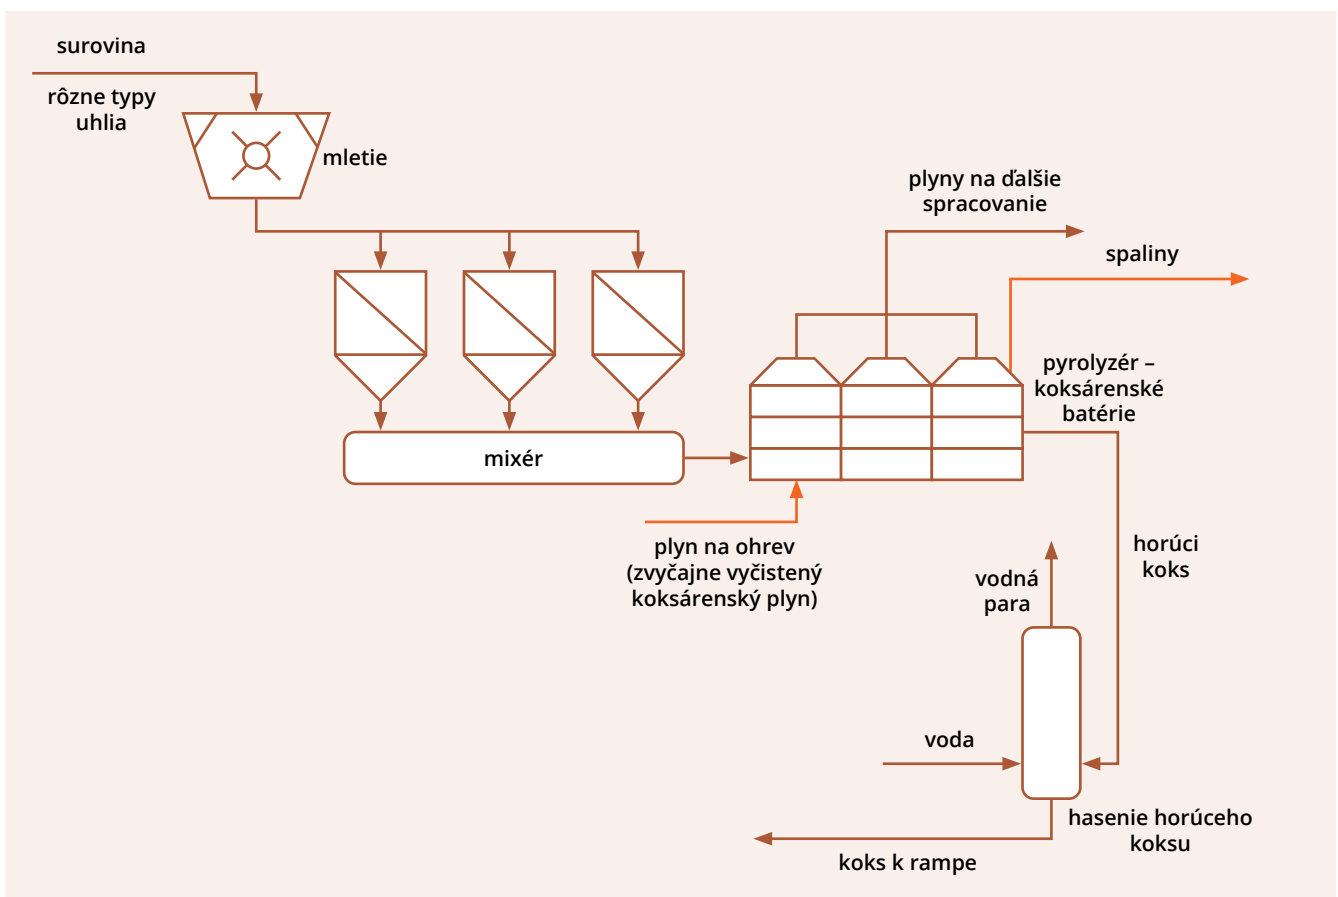 surovina
rôzne typy
uhlia
mletie
plyny na ďalšie
spracovanie
spaliny
pyrolyzér –
koksárenské
batérie
mixér
plyn na ohrev
(zvyčajne vyčistený
koksárenský plyn)
horúci
koks
vodná
para
voda
hasenie horúceho
koksu
koks k rampe